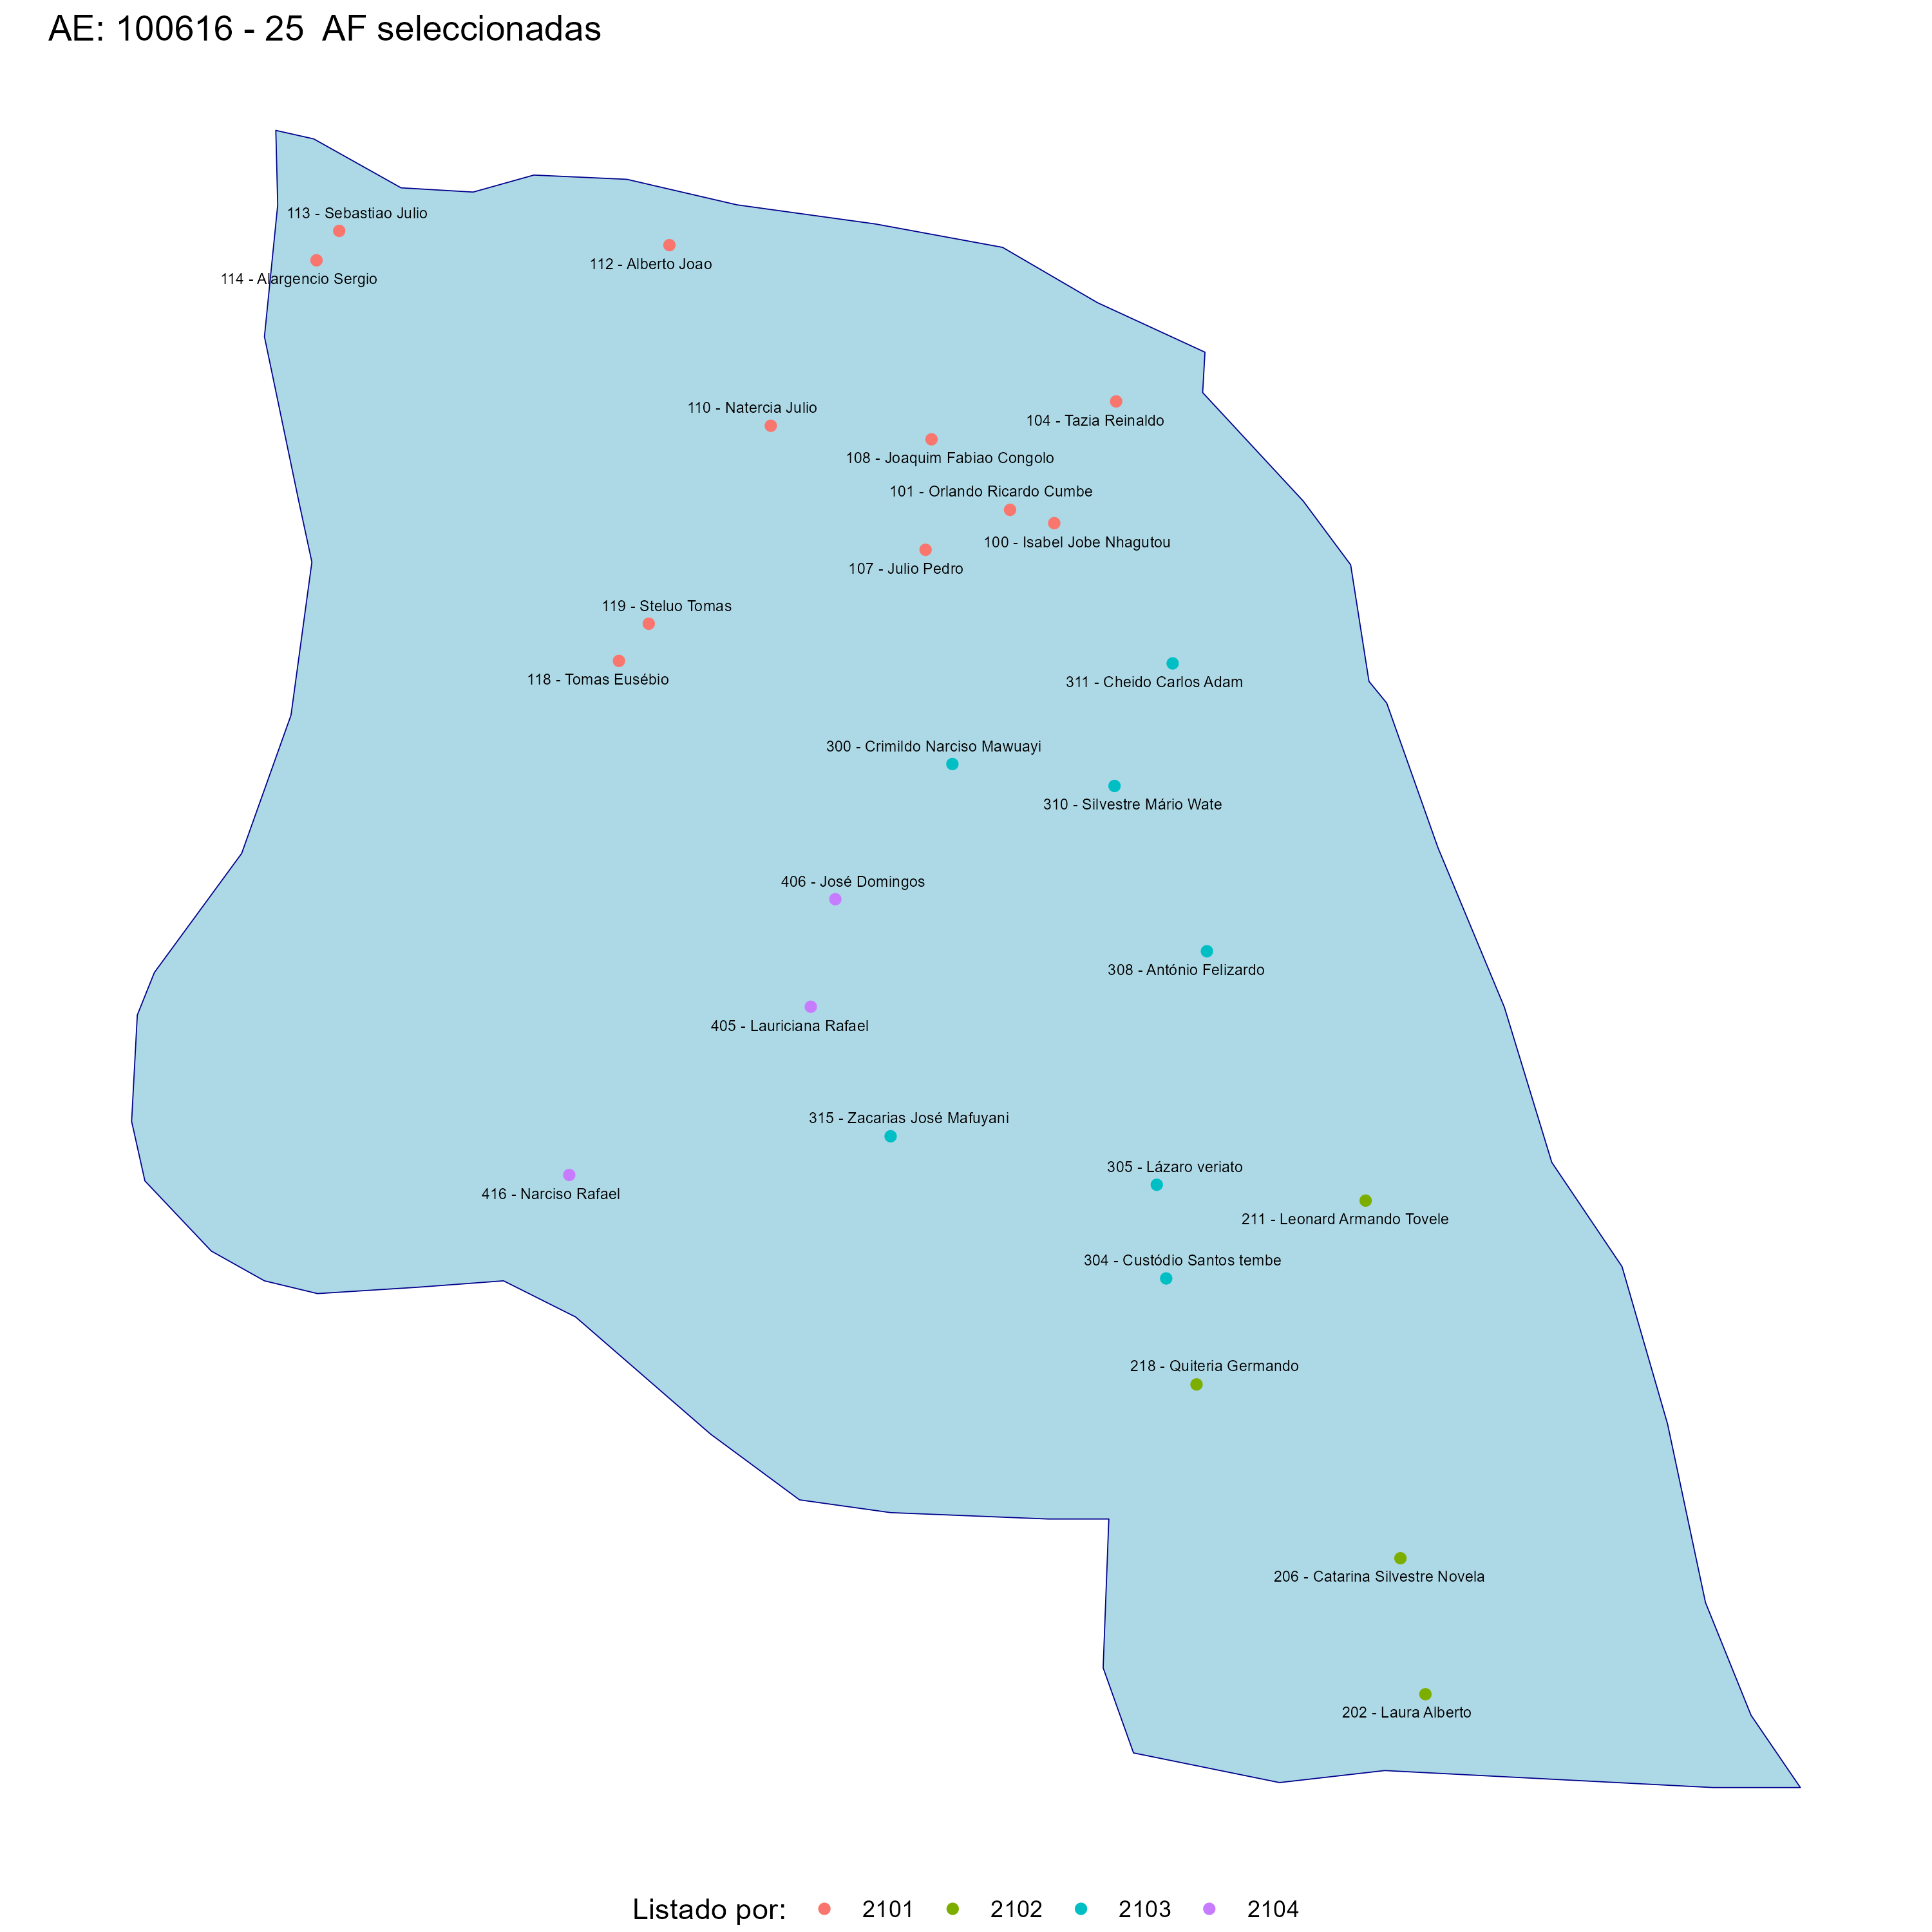 AE: 100616 - 25  AF seleccionadas
113 - Sebastiao Julio
112 - Alberto Joao
114 - Alargencio Sergio
110 - Natercia Julio
104 - Tazia Reinaldo
108 - Joaquim Fabiao Congolo
101 - Orlando Ricardo Cumbe
100 - Isabel Jobe Nhagutou
107 - Julio Pedro
119 - Steluo Tomas
118 - Tomas Eusébio
311 - Cheido Carlos Adam
300 - Crimildo Narciso Mawuayi
310 - Silvestre Mário Wate
406 - José Domingos
308 - António Felizardo
405 - Lauriciana Rafael
315 - Zacarias José Mafuyani
305 - Lázaro veriato
416 - Narciso Rafael
211 - Leonard Armando Tovele
304 - Custódio Santos tembe
218 - Quiteria Germando
206 - Catarina Silvestre Novela
202 - Laura Alberto
Listado por: 2101 2102 2103 2104